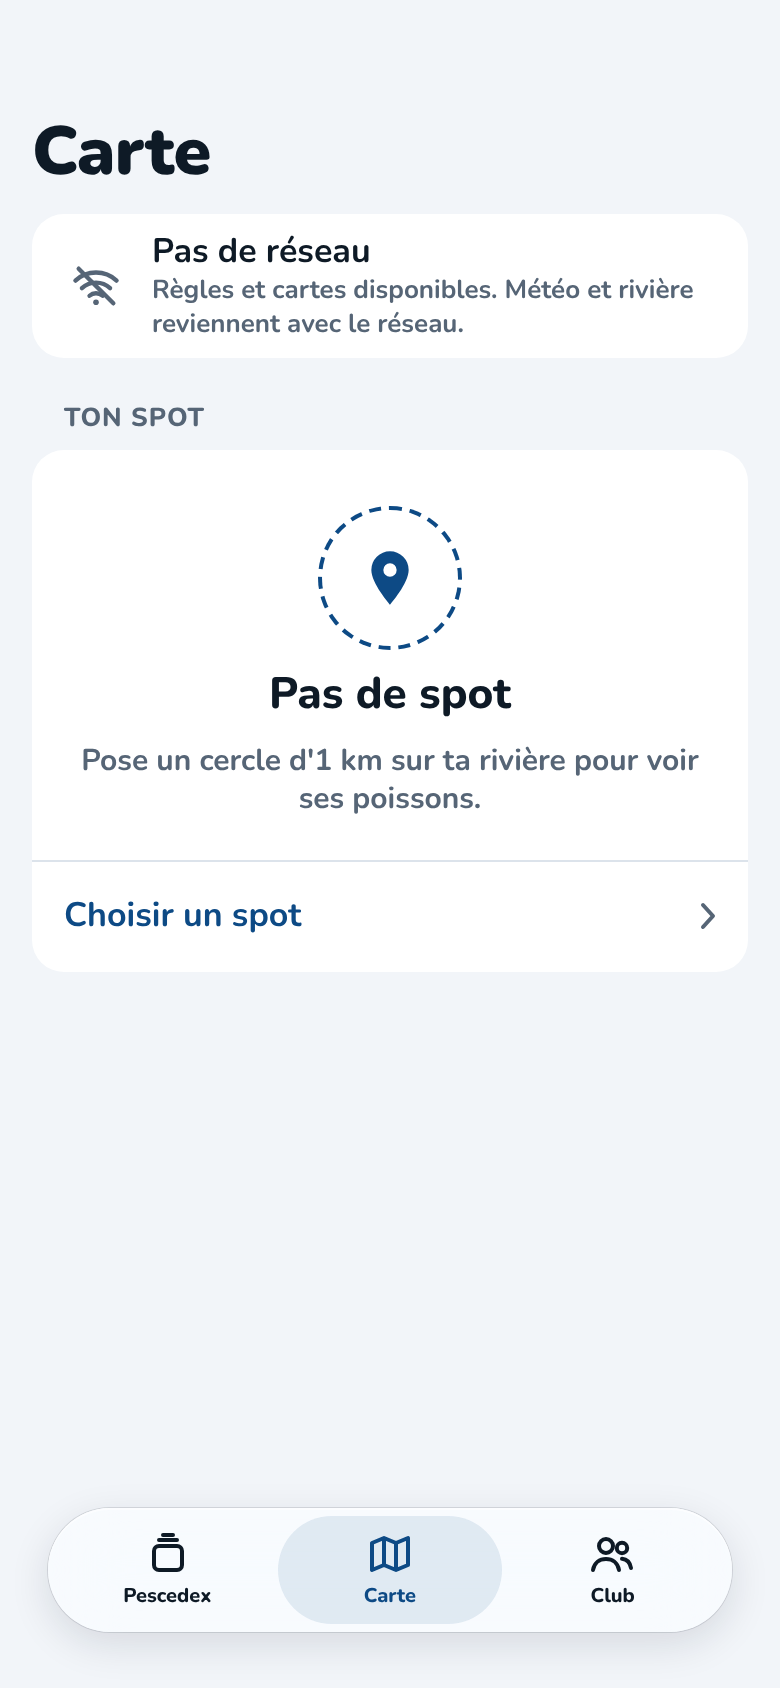 Carte
Pas de réseau
Règles et cartes disponibles. Météo et rivière
reviennent avec le réseau.
TON SPOT
Pas de spot
Pose un cercle d'1 km sur ta rivière pour voir
ses poissons.
Choisir un spot
Pescedex
Carte
Club